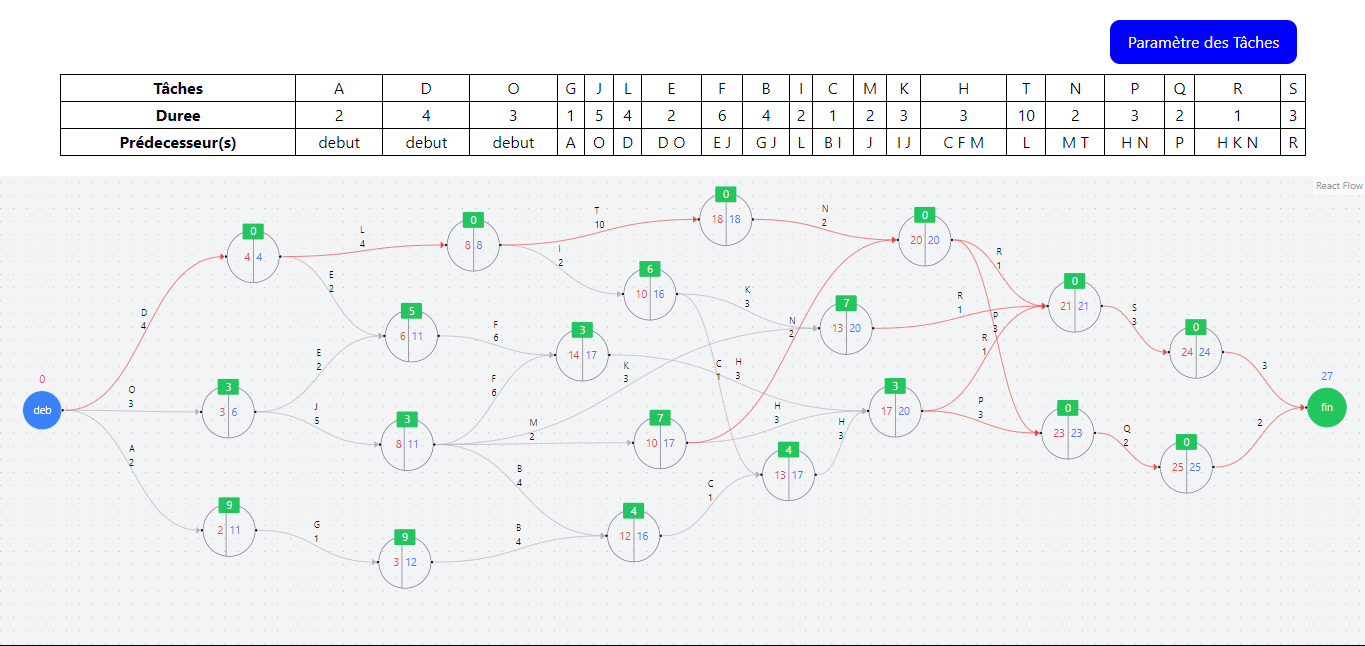 Paramètre des Tâches
Tâches A D O G J L E F B I C M K H T N P Q R S
Duree 2 4 3 1 5 4 2 6 4 2 1 2 3 3 10 2 3 2 1 3
Prédecesseur(s) debut debut debut A O D D O E J G J L B I J I J C F M L M T H N P H K N R
React Flow
0
18 18
T
10
N
2
0
4 4
L
4
0
8 8
0
20 20
I
2
R
1
E
2
6
10 16
K
3
0
21 21
D
4
5
6 11
F
6
3
14 17
N
2
7
13 20
R
1
P
3
S
3
0
24 24
R
1
E
2
K
3
C
1
H
3
3
0
deb
O
3
3
3 6
J
5
F
6
3
8 11
M
2
7
10 17
H
3
H
3
3
17 20
P
3
0
23 23
Q
2
0
25 25
2
27
fin
A
2
B
4
4
13 17
C
1
9
2 11
G
1
9
3 12
B
4
4
12 16